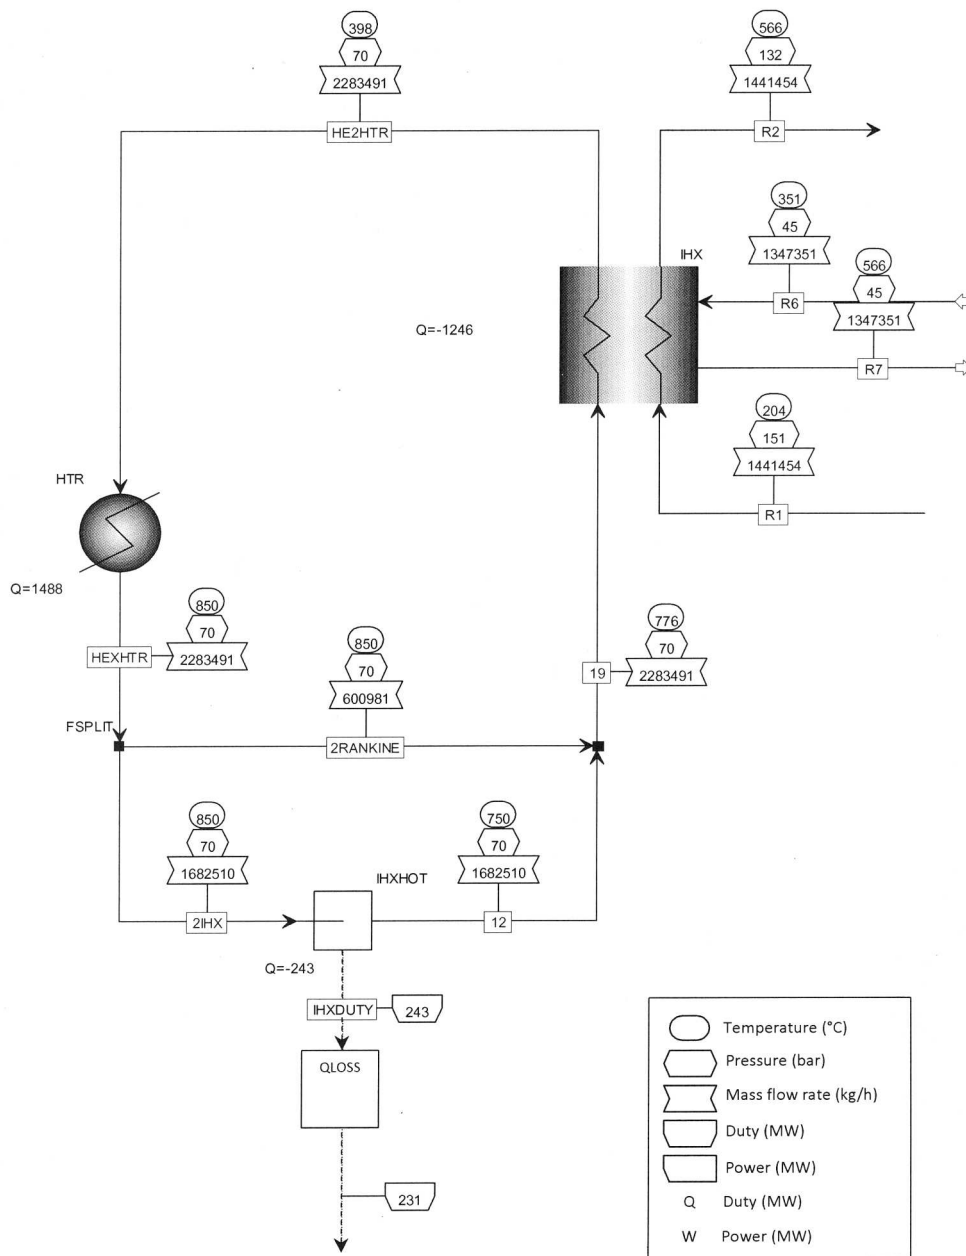 398
70
2283491
HE2HTR
566
132
1441454
R2
351
45
1347351
R6
IHX
566
45
1347351
R7
Q=-1246
204
151
1441454
R1
HTR
Q=1488
850
70
2283491
HEXHTR
850
70
600981
2RANKINE
776
70
2283491
19
FSPLIT
850
70
1682510
2IHX
750
70
1682510
12
IHXHOT
Q=-243
IHXDUTY
243
QLOSS
231
Temperature (°C)
Pressure (bar)
Mass flow rate (kg/h)
Duty (MW)
Power (MW)
Q Duty (MW)
W Power (MW)